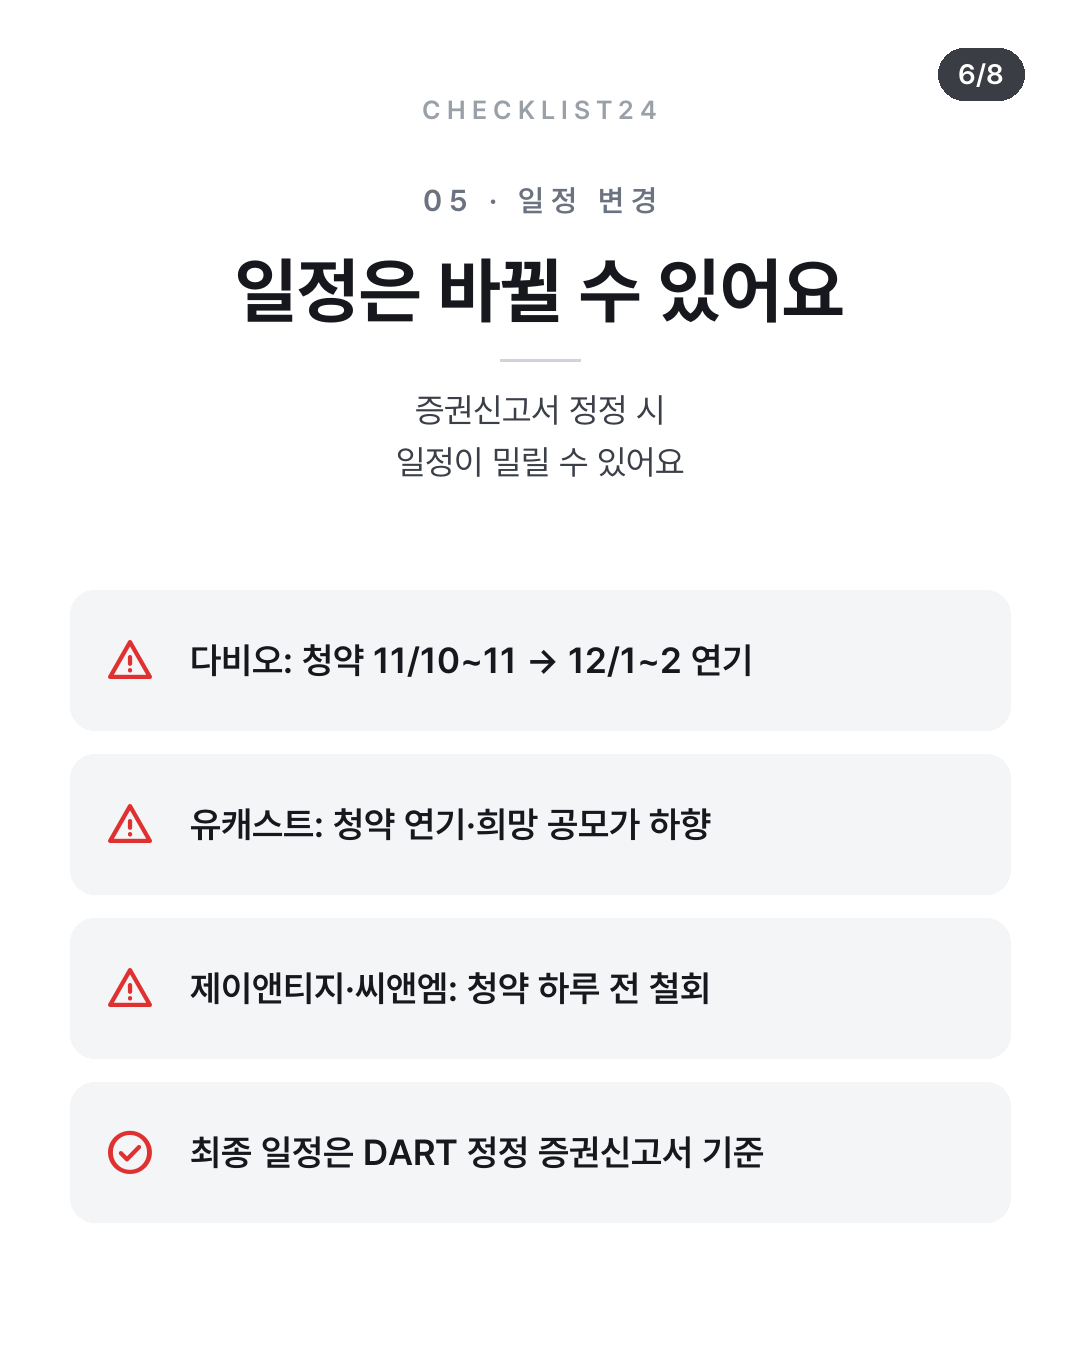 6/8
CHECKLIST24
05 · 일정 변경
일정은 바뀔 수 있어요
증권신고서 정정 시
일정이 밀릴 수 있어요
다비오: 청약 11/10~11 → 12/1~2 연기
유캐스트: 청약 연기·희망 공모가 하향
제이앤티지·씨앤엠: 청약 하루 전 철회
최종 일정은 DART 정정 증권신고서 기준